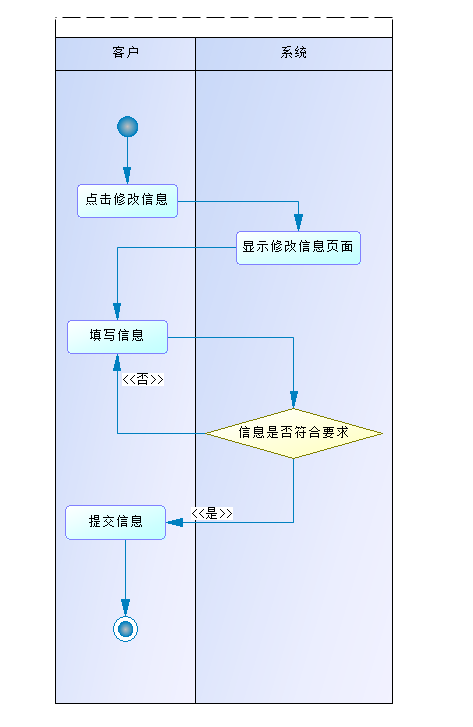 客户
系统
点击修改信息
显示修改信息页面
填写信息
<<否>>
信息是否符合要求
<<是>>
提交信息